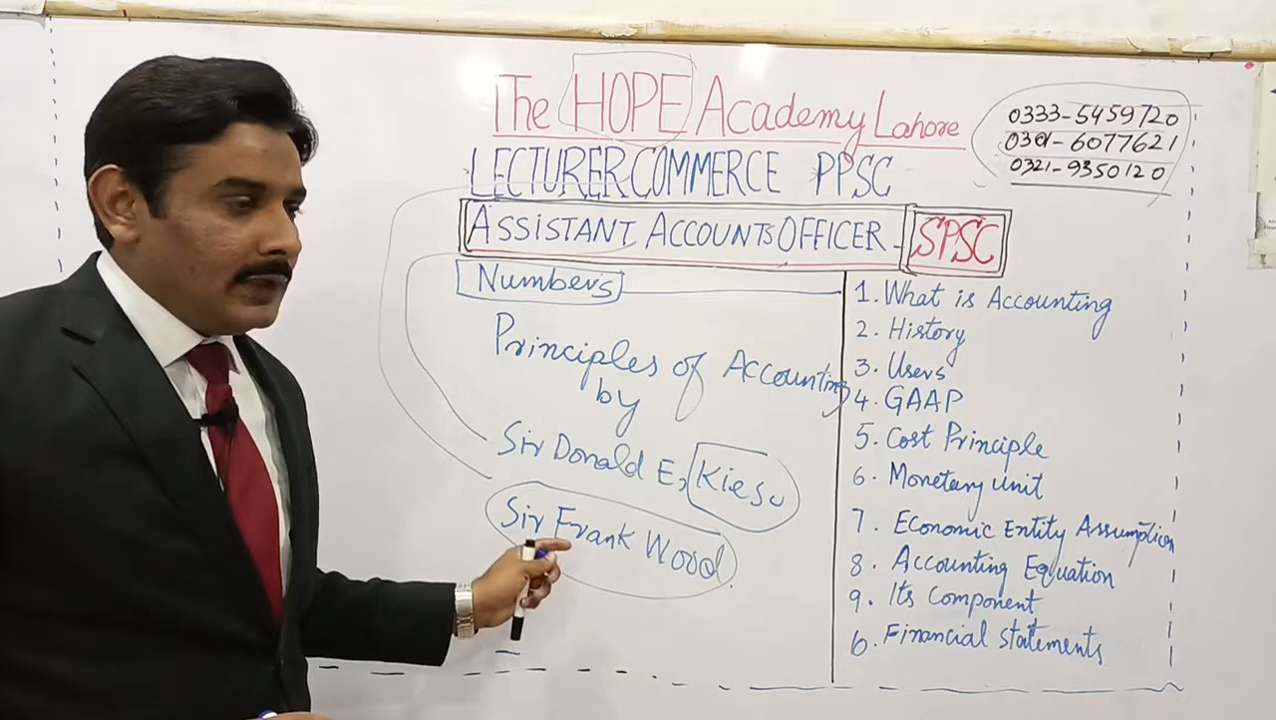 The HOPE Academy Lahore
0333-5459720
0301-6077621
0321-9350120
LECTURER COMMERCE PPSC
ASSISTANT ACCOUNTS OFFICER - SPSC
Numbers
Principles of Accounting
by
Sir Donald E, Kieso
Sir Frank Wood.
1. What is Accounting
2. History
3. Users
4. GAAP
5. Cost Principle
6. Monetary unit
7. Economic Entity Assumption
8. Accounting Equation
9. Its Component
6. Financial Statements